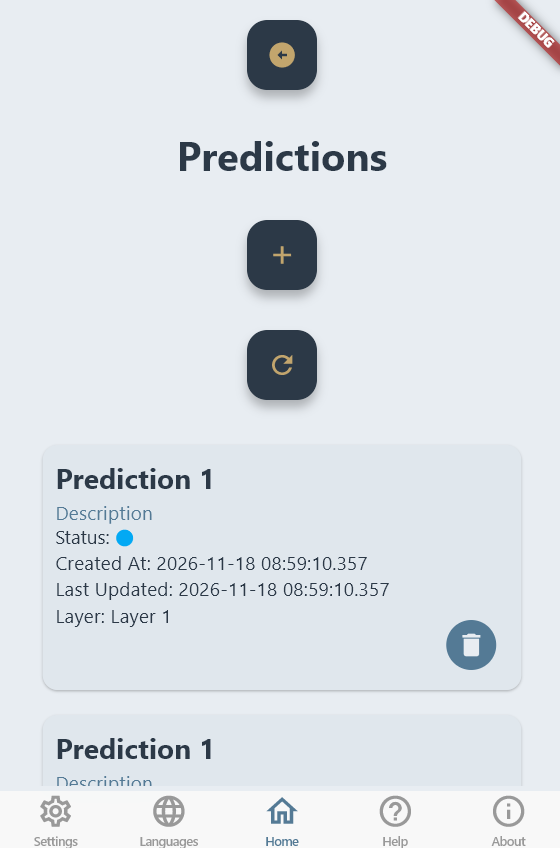 DEBUG
Predictions
Prediction 1
Description
Status:
Created At: 2026-11-18 08:59:10.357
Last Updated: 2026-11-18 08:59:10.357
Layer: Layer 1
Prediction 1
Description
Settings
Languages
Home
Help
About